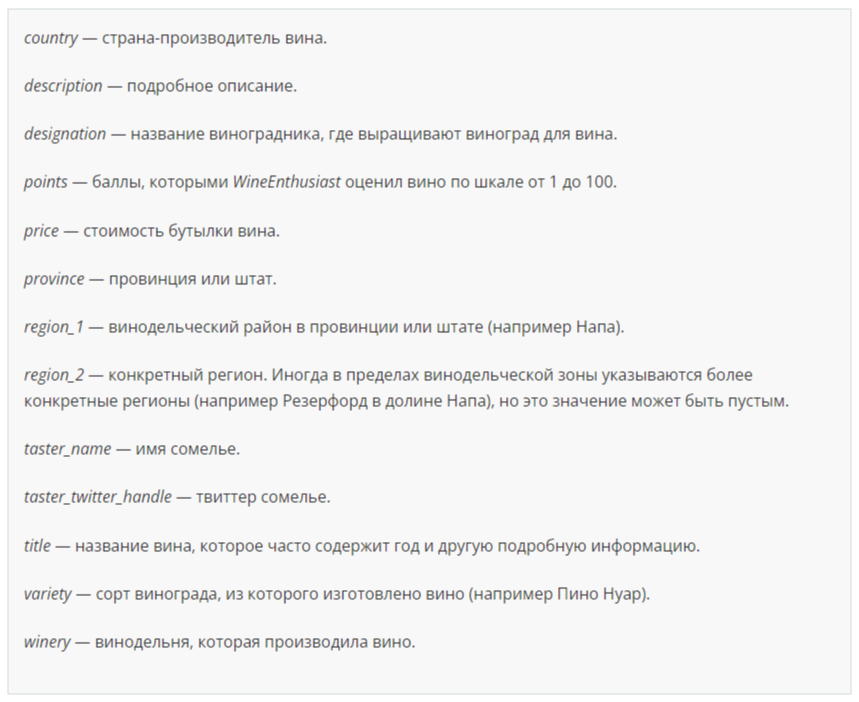 country — страна-производитель вина.
description — подробное описание.
designation — название виноградника, где выращивают виноград для вина.
points — баллы, которыми WineEnthusiast оценил вино по шкале от 1 до 100.
price — стоимость бутылки вина.
province — провинция или штат.
region_1 — винодельческий район в провинции или штате (например Напа).
region_2 — конкретный регион. Иногда в пределах винодельческой зоны указываются более
конкретные регионы (например Резерфорд в долине Напа), но это значение может быть пустым.
taster_name — имя сомелье.
taster_twitter_handle — твиттер сомелье.
title — название вина, которое часто содержит год и другую подробную информацию.
variety — сорт винограда, из которого изготовлено вино (например Пино Нуар).
winery — винодельня, которая производила вино.